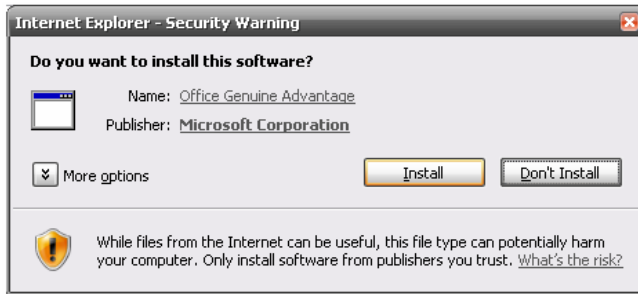 Internet Explorer - Security Warning
Do you want to install this software?
Name: Office Genuine Advantage
Publisher: Microsoft Corporation
More options
Install
Don't Install
While files from the Internet can be useful, this file type can potentially harm
your computer. Only install software from publishers you trust. What's the risk?